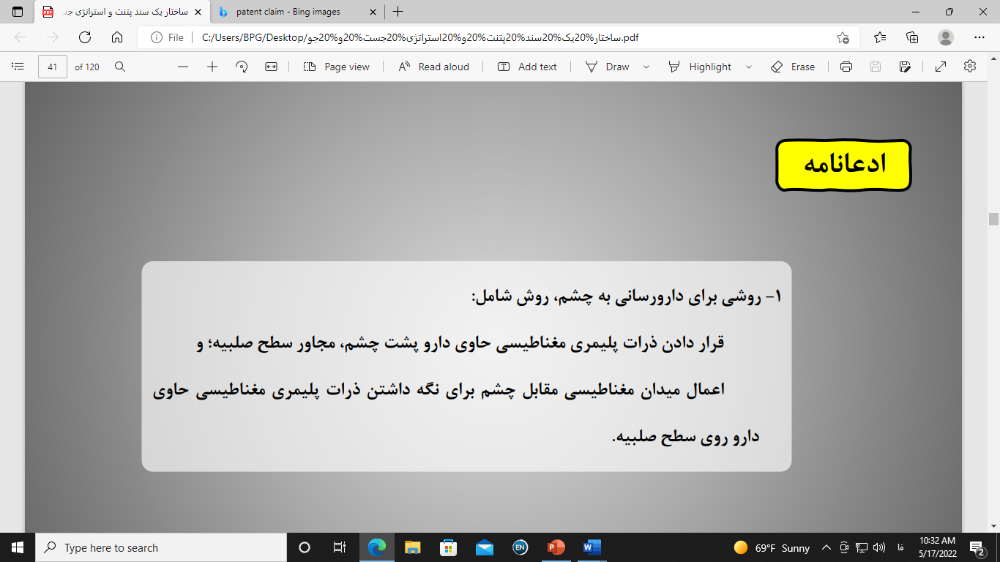 ساختار یک سند پتنت و استراتژی جس
patent claim - Bing images
File
C:/Users/BPG/Desktop/ساختار%20یک%20سند%20پتنت%20و%20استراتژی%20جست%20و%20جو.pdf
41 of 120 Page view Read aloud Add text Draw Highlight Erase
ادعانامه
۱- روشی برای دارورسانی به چشم، روش شامل:
قرار دادن ذرات پلیمری مغناطیسی حاوی دارو پشت چشم، مجاور سطح صلبیه؛ و
اعمال میدان مغناطیسی مقابل چشم برای نگه داشتن ذرات پلیمری مغناطیسی حاوی
دارو روی سطح صلبیه.
Type here to search
EN
69°F Sunny
فا
10:32 AM
5/17/2022
2